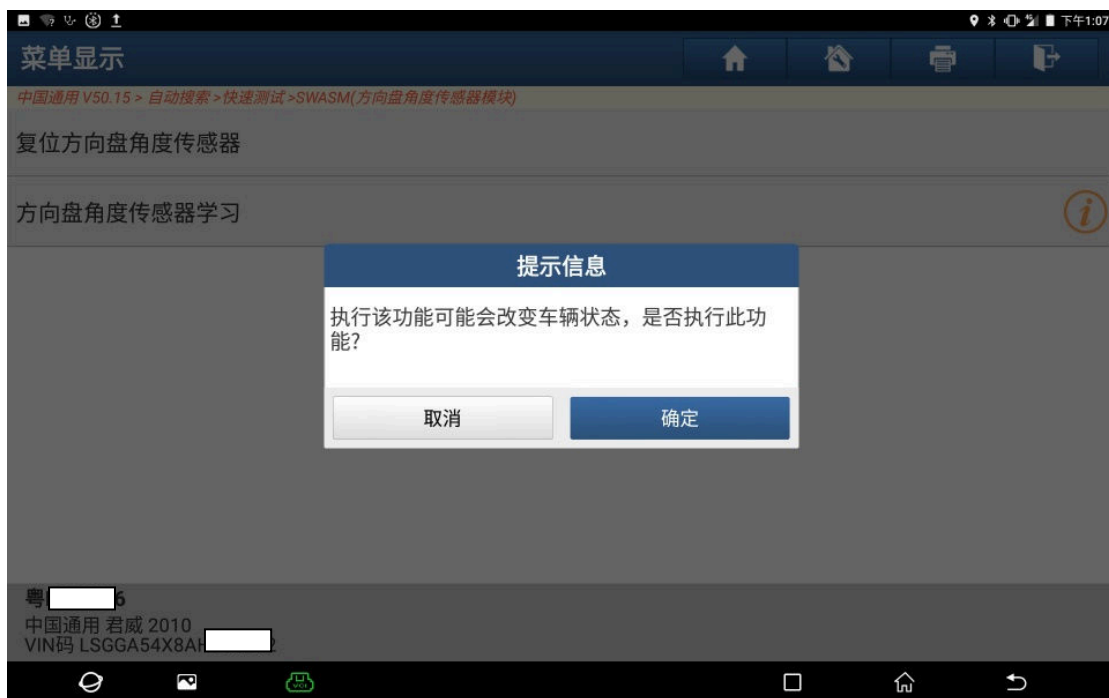 下午1:07
菜单显示
中国通用 V50.15 > 自动搜索 > 快速测试 >SWASM(方向盘角度传感器模块)
复位方向盘角度传感器
方向盘角度传感器学习
i
提示信息
执行该功能可能会改变车辆状态，是否执行此功
能?
取消
确定
粤 6
中国通用 君威 2010
VIN码 LSGGA54X8AH 2